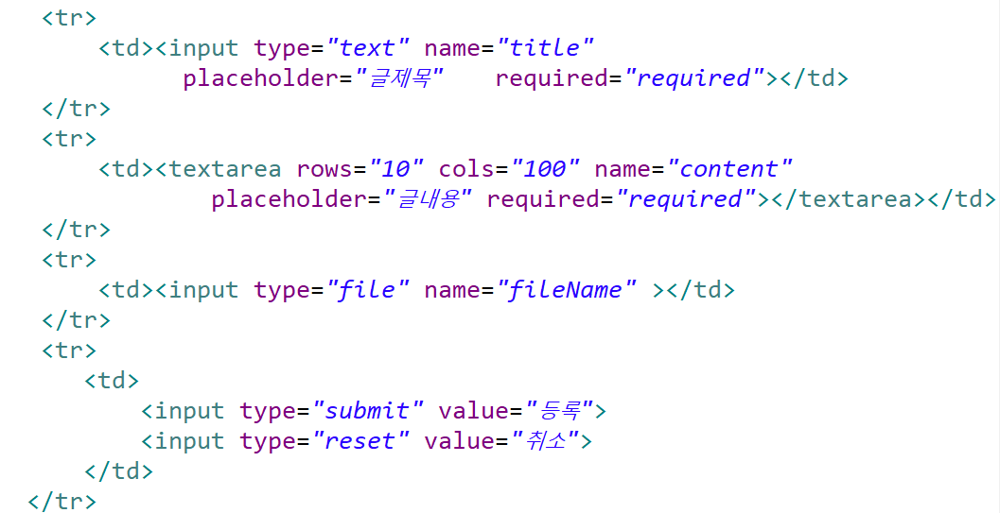 <tr>
<td><input type="text" name="title"
placeholder="글제목" required="required"></td>
</tr>
<tr>
<td><textarea rows="10" cols="100" name="content"
placeholder="글내용" required="required"></textarea></td>
</tr>
<tr>
<td><input type="file" name="fileName" ></td>
</tr>
<tr>
<td>
<input type="submit" value="등록">
<input type="reset" value="취소">
</td>
</tr>